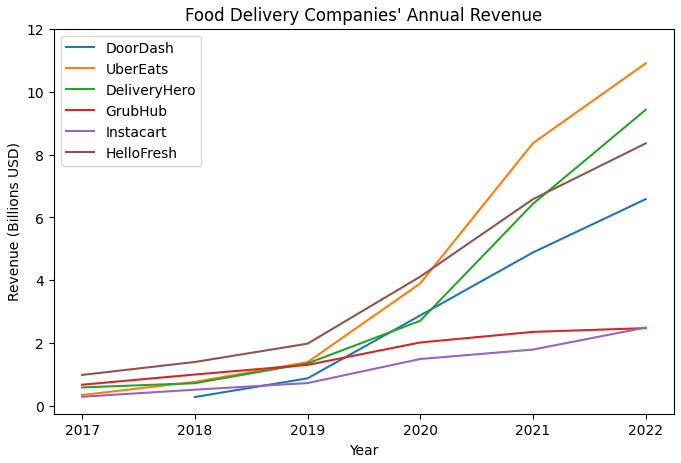 Food Delivery Companies' Annual Revenue
12
10
8
6
4
2
0
Revenue (Billions USD)
DoorDash
UberEats
DeliveryHero
GrubHub
Instacart
HelloFresh
2017 2018 2019 2020 2021 2022
Year